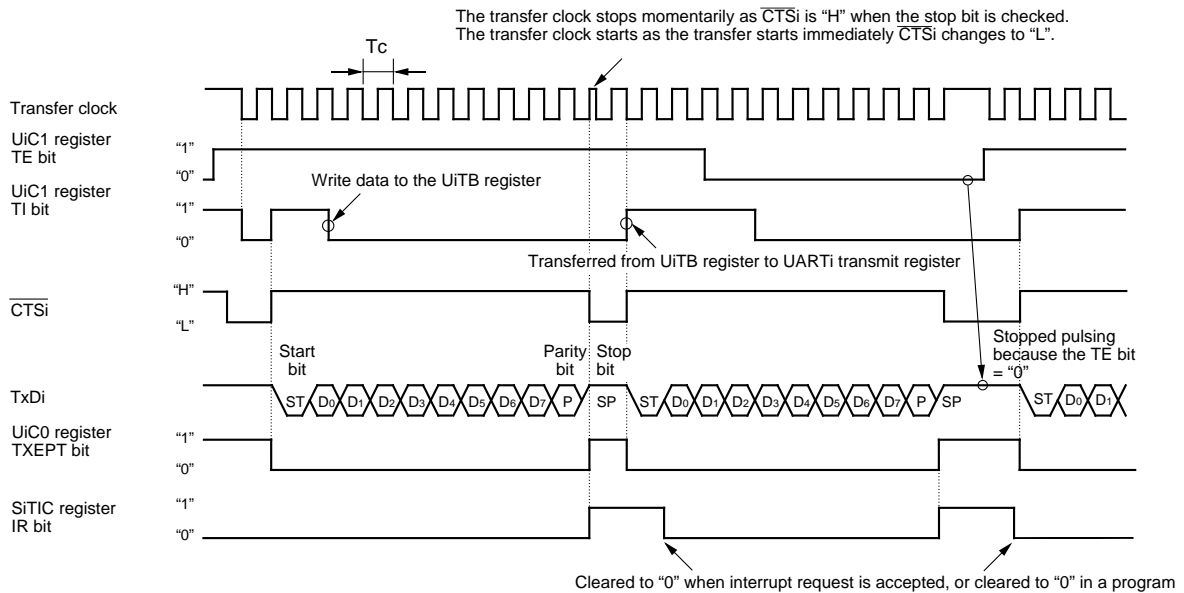 The transfer clock stops momentarily as CTSi is “H” when the stop bit is checked.
The transfer clock starts as the transfer starts immediately CTSi changes to “L”.
Tc
Transfer clock
UiC1 register
TE bit
“1”
“0”
Write data to the UiTB register
UiC1 register
TI bit
“1”
“0”
Transferred from UiTB register to UARTi transmit register
CTSi
“H”
“L”
Stopped pulsing
because the TE bit
= “0”
Start
bit
Parity
bit
Stop
bit
TxDi
ST D0 D1 D2 D3 D4 D5 D6 D7 P SP ST D0 D1 D2 D3 D4 D5 D6 D7 P SP ST D0 D1
UiC0 register
TXEPT bit
“1”
“0”
SiTIC register
IR bit
“1”
“0”
Cleared to “0” when interrupt request is accepted, or cleared to “0” in a program